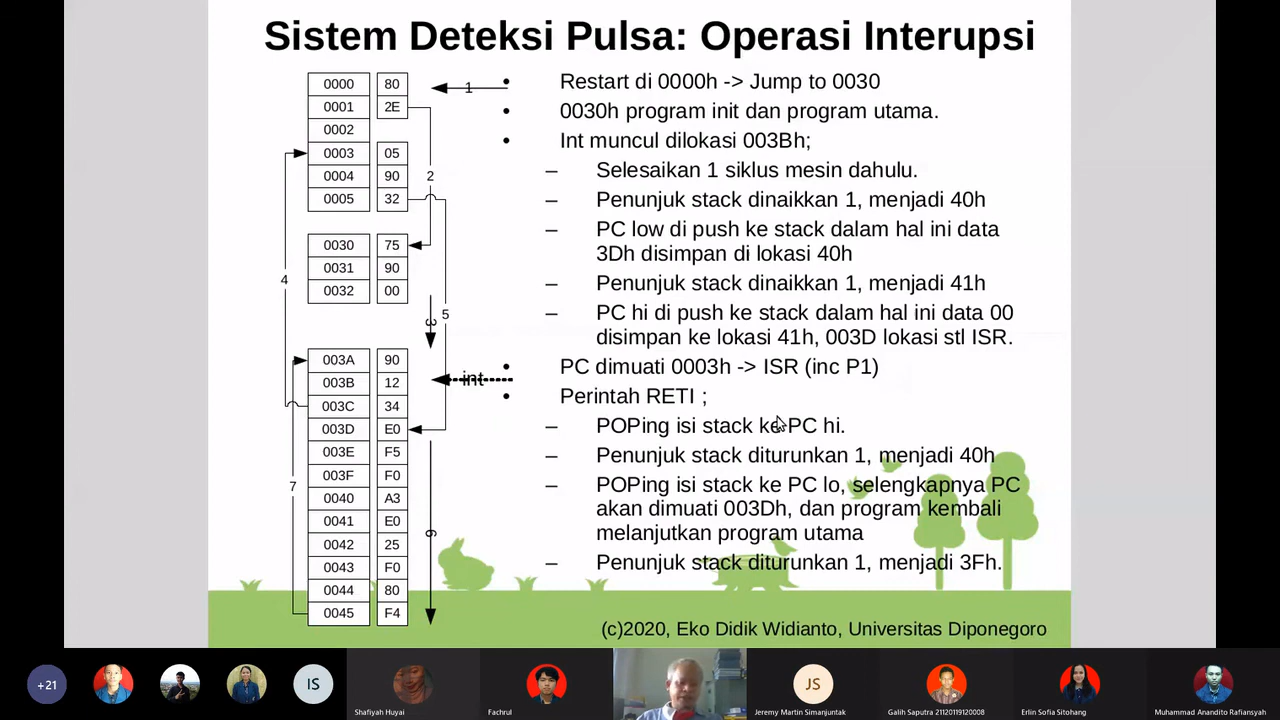 Sistem Deteksi Pulsa: Operasi Interupsi
0000 80
0001 2E
0002
0003 05
0004 90
0005 32
0030 75
0031 90
0032 00
003A 90
003B 12
003C 34
003D E0
003E F5
003F F0
0040 A3
0041 E0
0042 25
0043 F0
0044 80
0045 F4
1
2
3
4
5
6
7
int
• Restart di 0000h -> Jump to 0030
• 0030h program init dan program utama.
• Int muncul dilokasi 003Bh;
– Selesaikan 1 siklus mesin dahulu.
– Penunjuk stack dinaikkan 1, menjadi 40h
– PC low di push ke stack dalam hal ini data
3Dh disimpan di lokasi 40h
– Penunjuk stack dinaikkan 1, menjadi 41h
– PC hi di push ke stack dalam hal ini data 00
disimpan ke lokasi 41h, 003D lokasi stl ISR.
• PC dimuati 0003h -> ISR (inc P1)
• Perintah RETI ;
– POPing isi stack ke PC hi.
– Penunjuk stack diturunkan 1, menjadi 40h
– POPing isi stack ke PC lo, selengkapnya PC
akan dimuati 003Dh, dan program kembali
melanjutkan program utama
– Penunjuk stack diturunkan 1, menjadi 3Fh.
(c)2020, Eko Didik Widianto, Universitas Diponegoro
+21
IS
Shafiyah Huyai
Fachrul
JS
Jeremy Martin Simanjuntak
Galih Saputra 21120119120008
Erlin Sofia Sitohang
Muhammad Anandito Rafiansyah